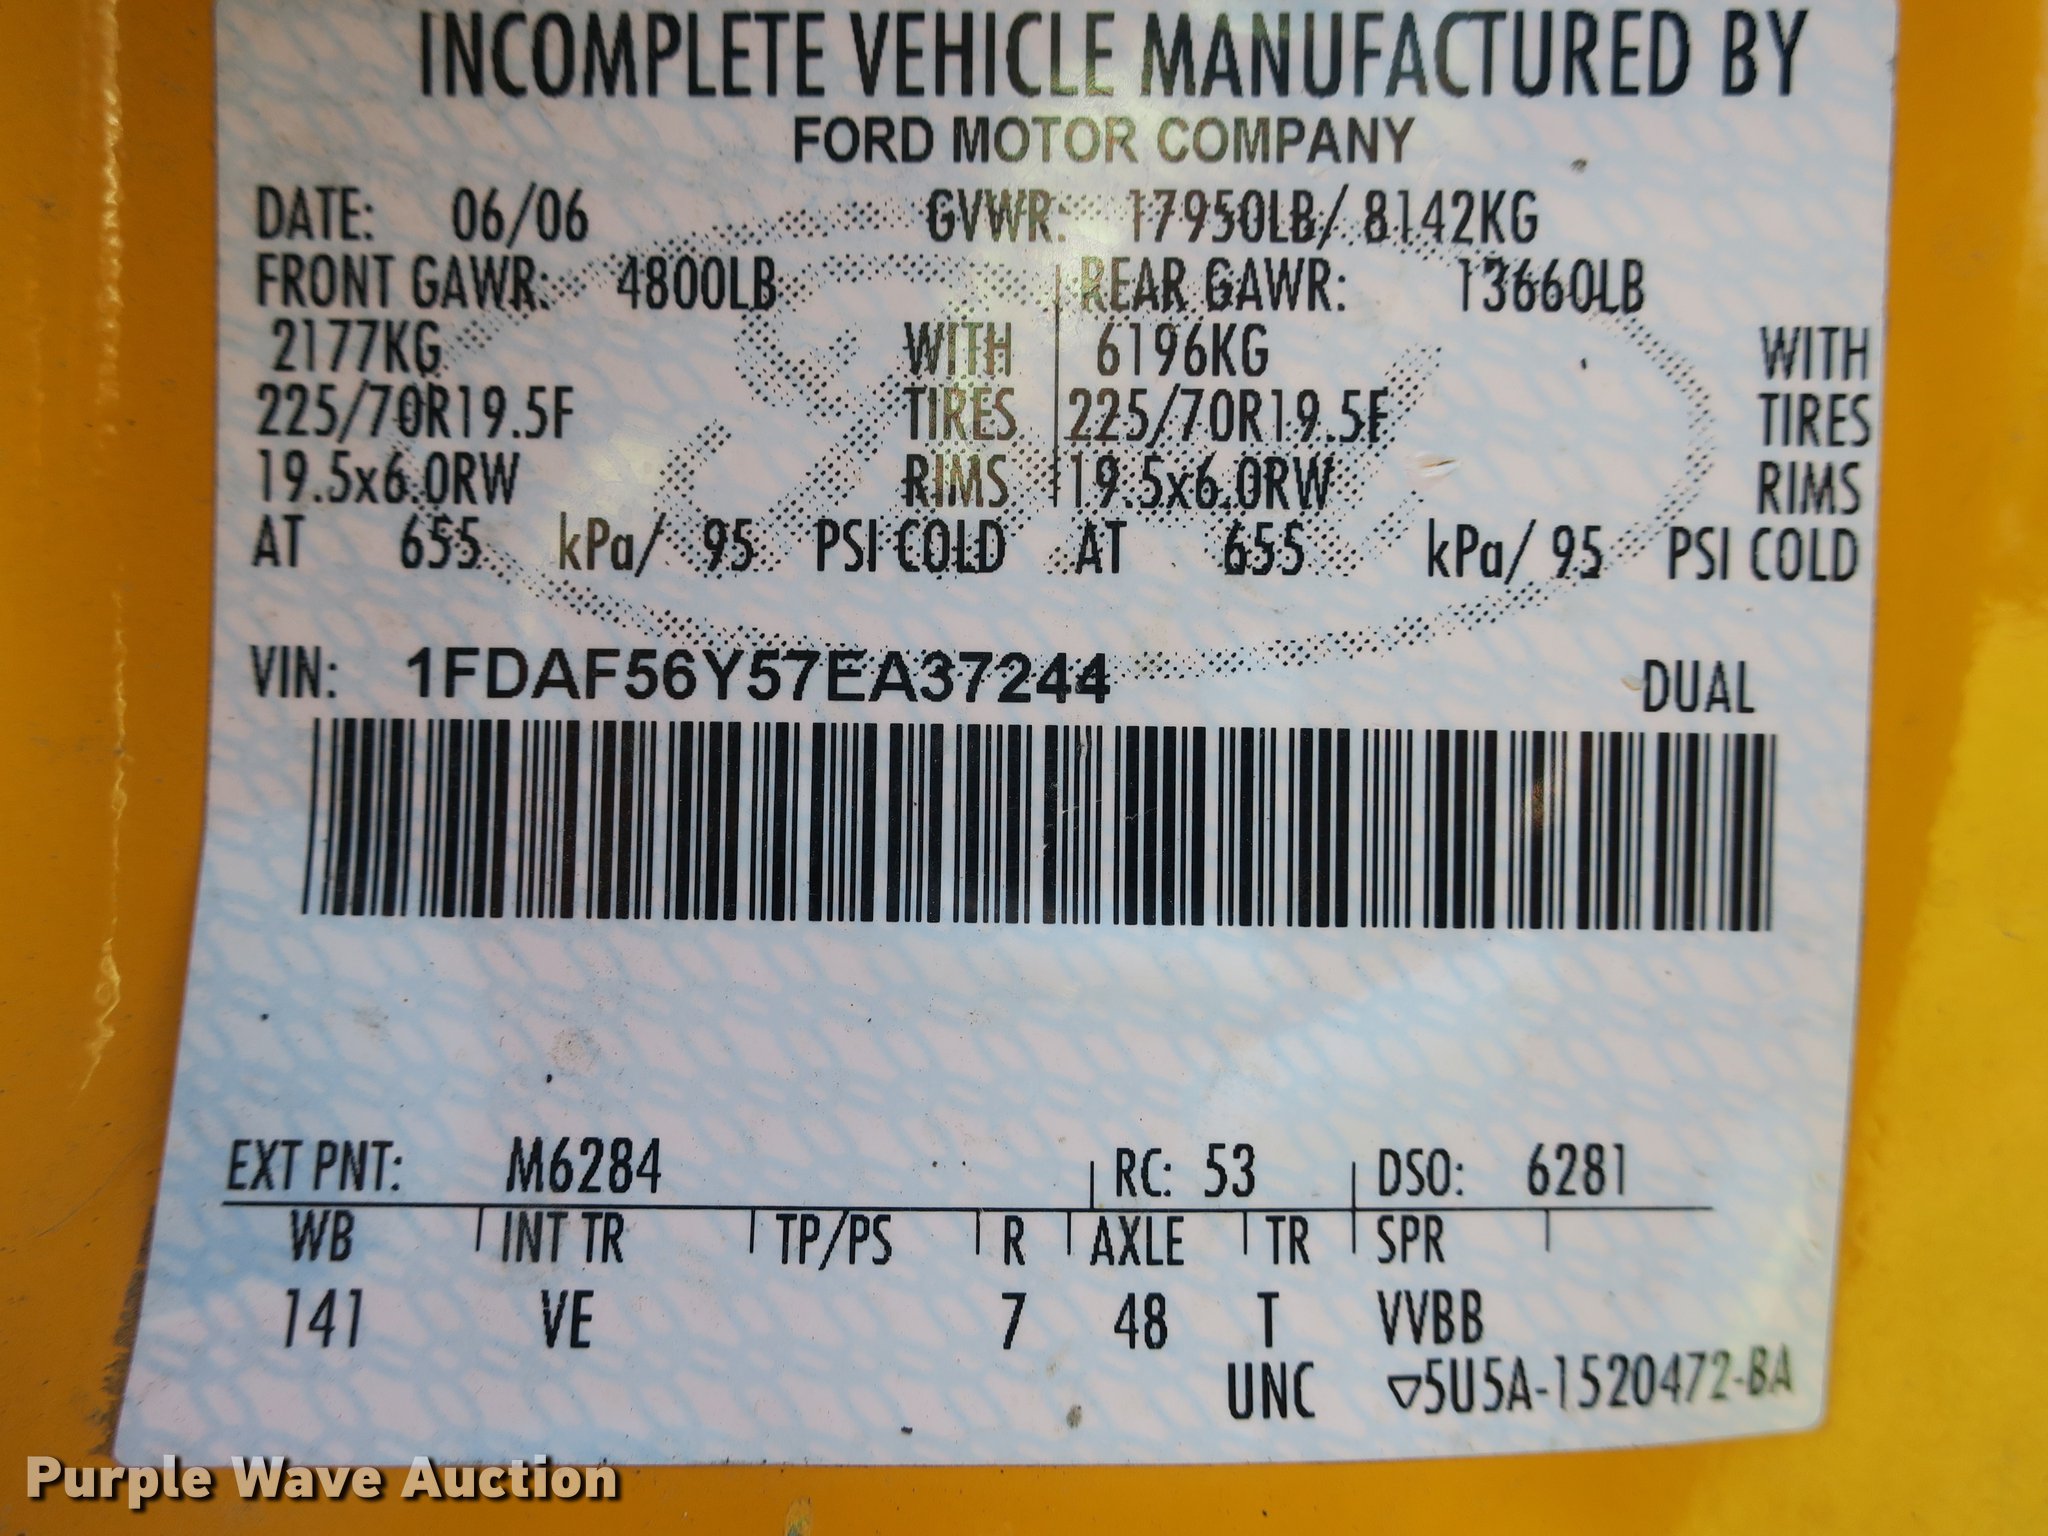 INCOMPLETE VEHICLE MANUFACTURED BY
FORD MOTOR COMPANY
DATE: 06/06 GVWR: 17950LB/ 8142KG
FRONT GAWR: 4800LB REAR GAWR: 13660LB
2177KG WITH 6196KG WITH
225/70R19.5F TIRES 225/70R19.5F TIRES
19.5x6.0RW RIMS 19.5x6.0RW RIMS
AT 655 kPa/ 95 PSI COLD AT 655 kPa/ 95 PSI COLD
VIN: 1FDAF56Y57EA37244 DUAL
EXT PNT: M6284 RC: 53 DSO: 6281
WB INT TR TP/PS R AXLE TR SPR
141 VE 7 48 T VVBB
UNC ▽5U5A-1520472-BA
Purple Wave Auction